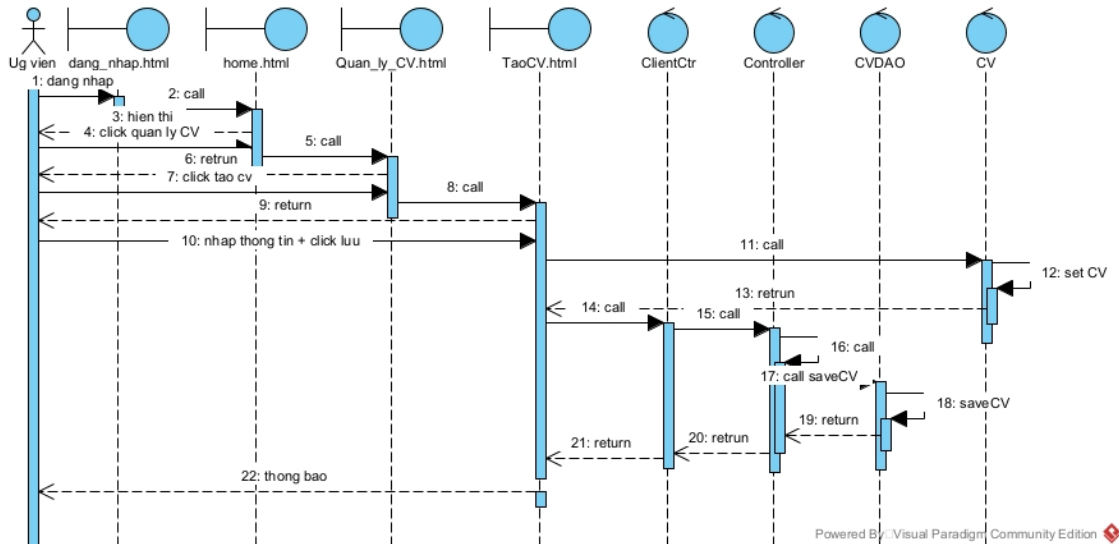 Ug vien
dang_nhap.html
home.html
Quan_ly_CV.html
TaoCV.html
ClientCtr
Controller
CVDAO
CV
1: dang nhap
2: call
3: hien thi
4: click quan ly CV
5: call
6: retrun
7: click tao cv
8: call
9: return
10: nhap thong tin + click luu
11: call
12: set CV
13: retrun
14: call
15: call
16: call
17: call saveCV
18: saveCV
19: return
20: retrun
21: return
22: thong bao
Powered By Visual Paradigm Community Edition